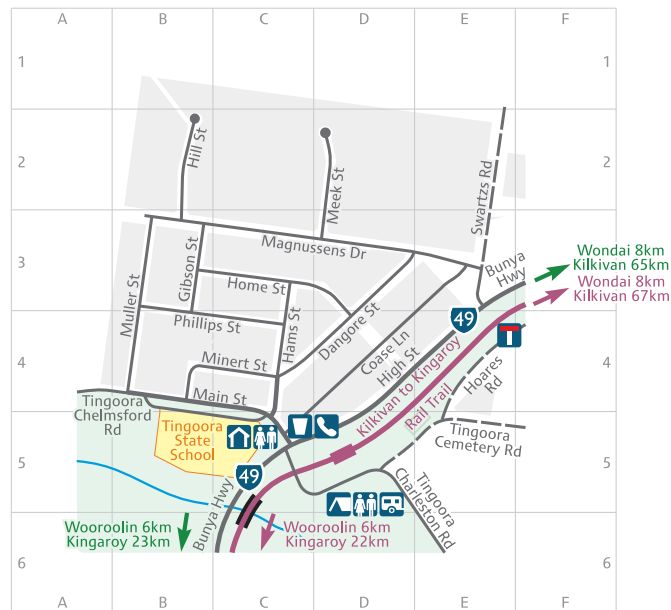 A B C D E F
1 1
2 2
3 3
4 4
5 5
6 6
A B C D E F
Hill St
Meek St
Swartzs Rd
Magnussens Dr
Bunya
Hwy
Wondai 8km
Kilkivan 65km
Wondai 8km
Kilkivan 67km
Muller St
Gibson St
Home St
Phillips St
Hams St
Dangore St
Coase Ln
High St
49
Minert St
Main St
Kilkivan to Kingaroy
Rail Trail
Hoares
Rd
Tingoora
Chelmsford
Rd
Tingoora
State
School
Tingoora
Cemetery Rd
49
Bunya Hwy
Tingoora
Charleston Rd
Wooroolin 6km
Kingaroy 23km
Wooroolin 6km
Kingaroy 22km